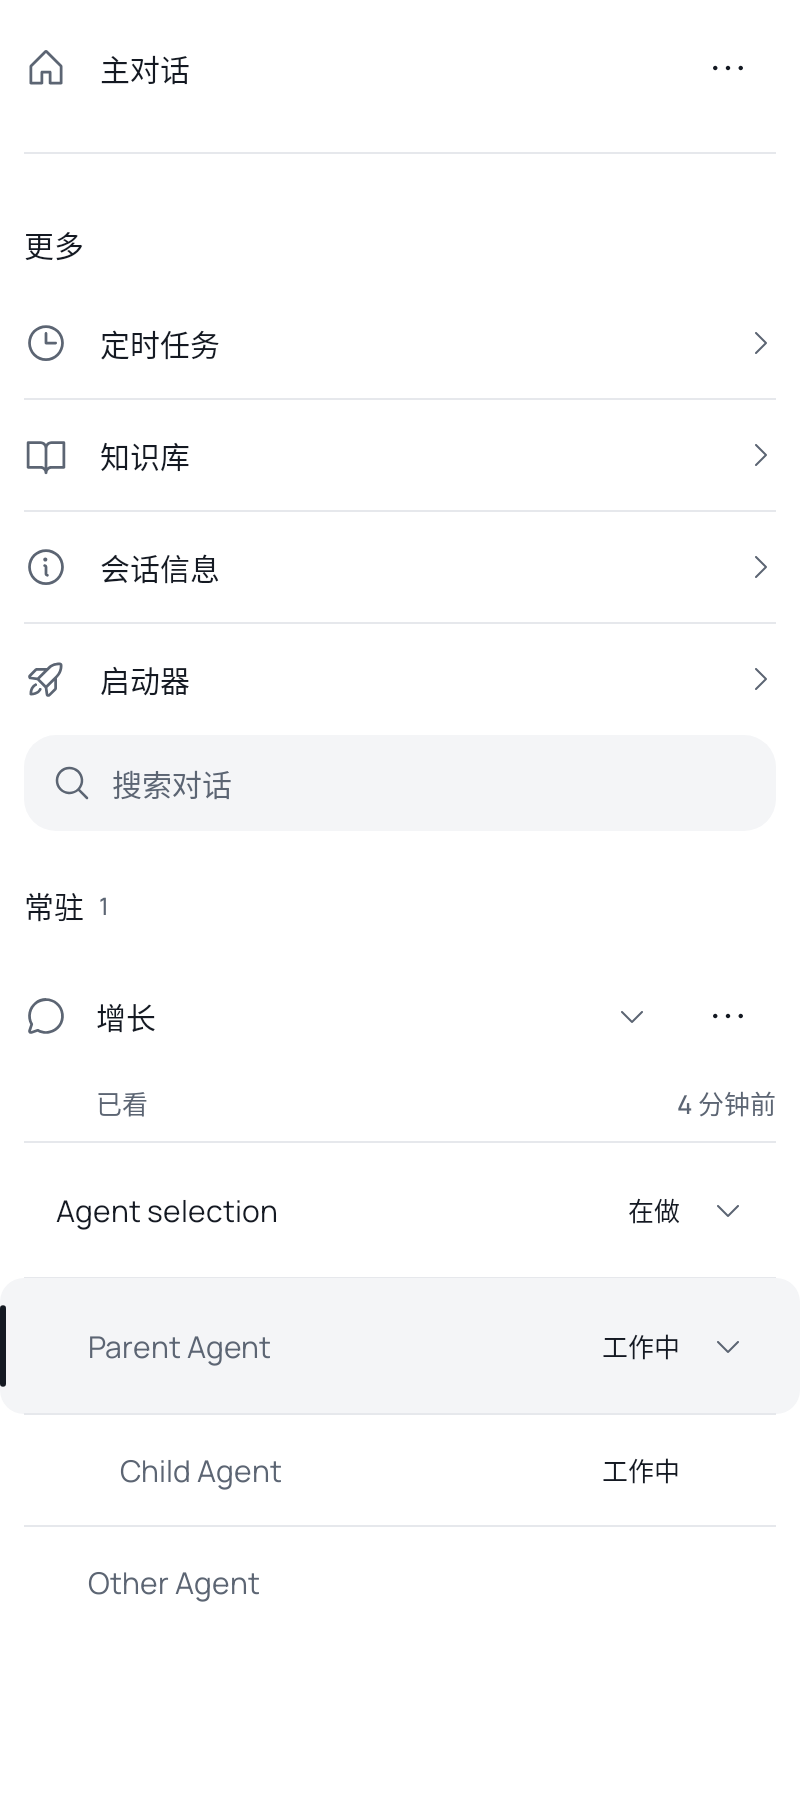 主对话
更多
定时任务
知识库
会话信息
启动器
搜索对话
常驻 1
增长
已看 4 分钟前
Agent selection 在做
Parent Agent 工作中
Child Agent 工作中
Other Agent